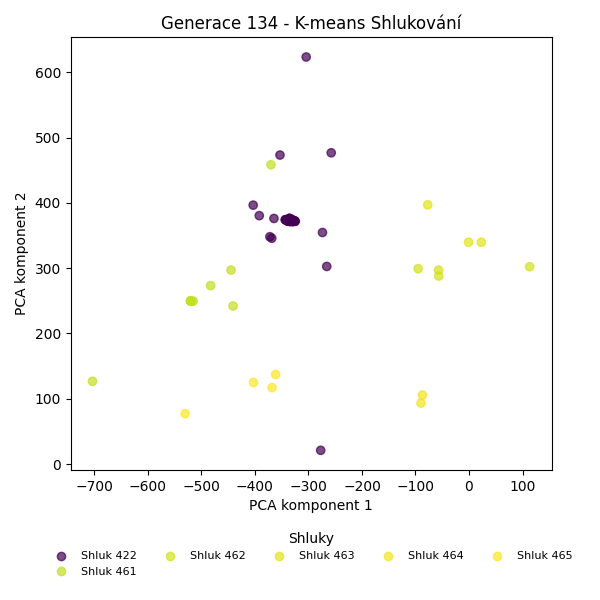 Generace 134 - K-means Shlukování
600
500
400
300
200
100
0
PCA komponent 2
−700 −600 −500 −400 −300 −200 −100 0 100
PCA komponent 1
Shluky
Shluk 422 Shluk 462 Shluk 463 Shluk 464 Shluk 465
Shluk 461